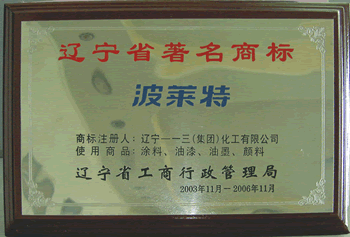 辽宁省著名商标
波莱特
商标注册人：辽宁一一三(集团)化工有限公司
使用商品：涂料、油漆、油墨、颜料
辽宁省工商行政管理局
2003年11月—2006年11月